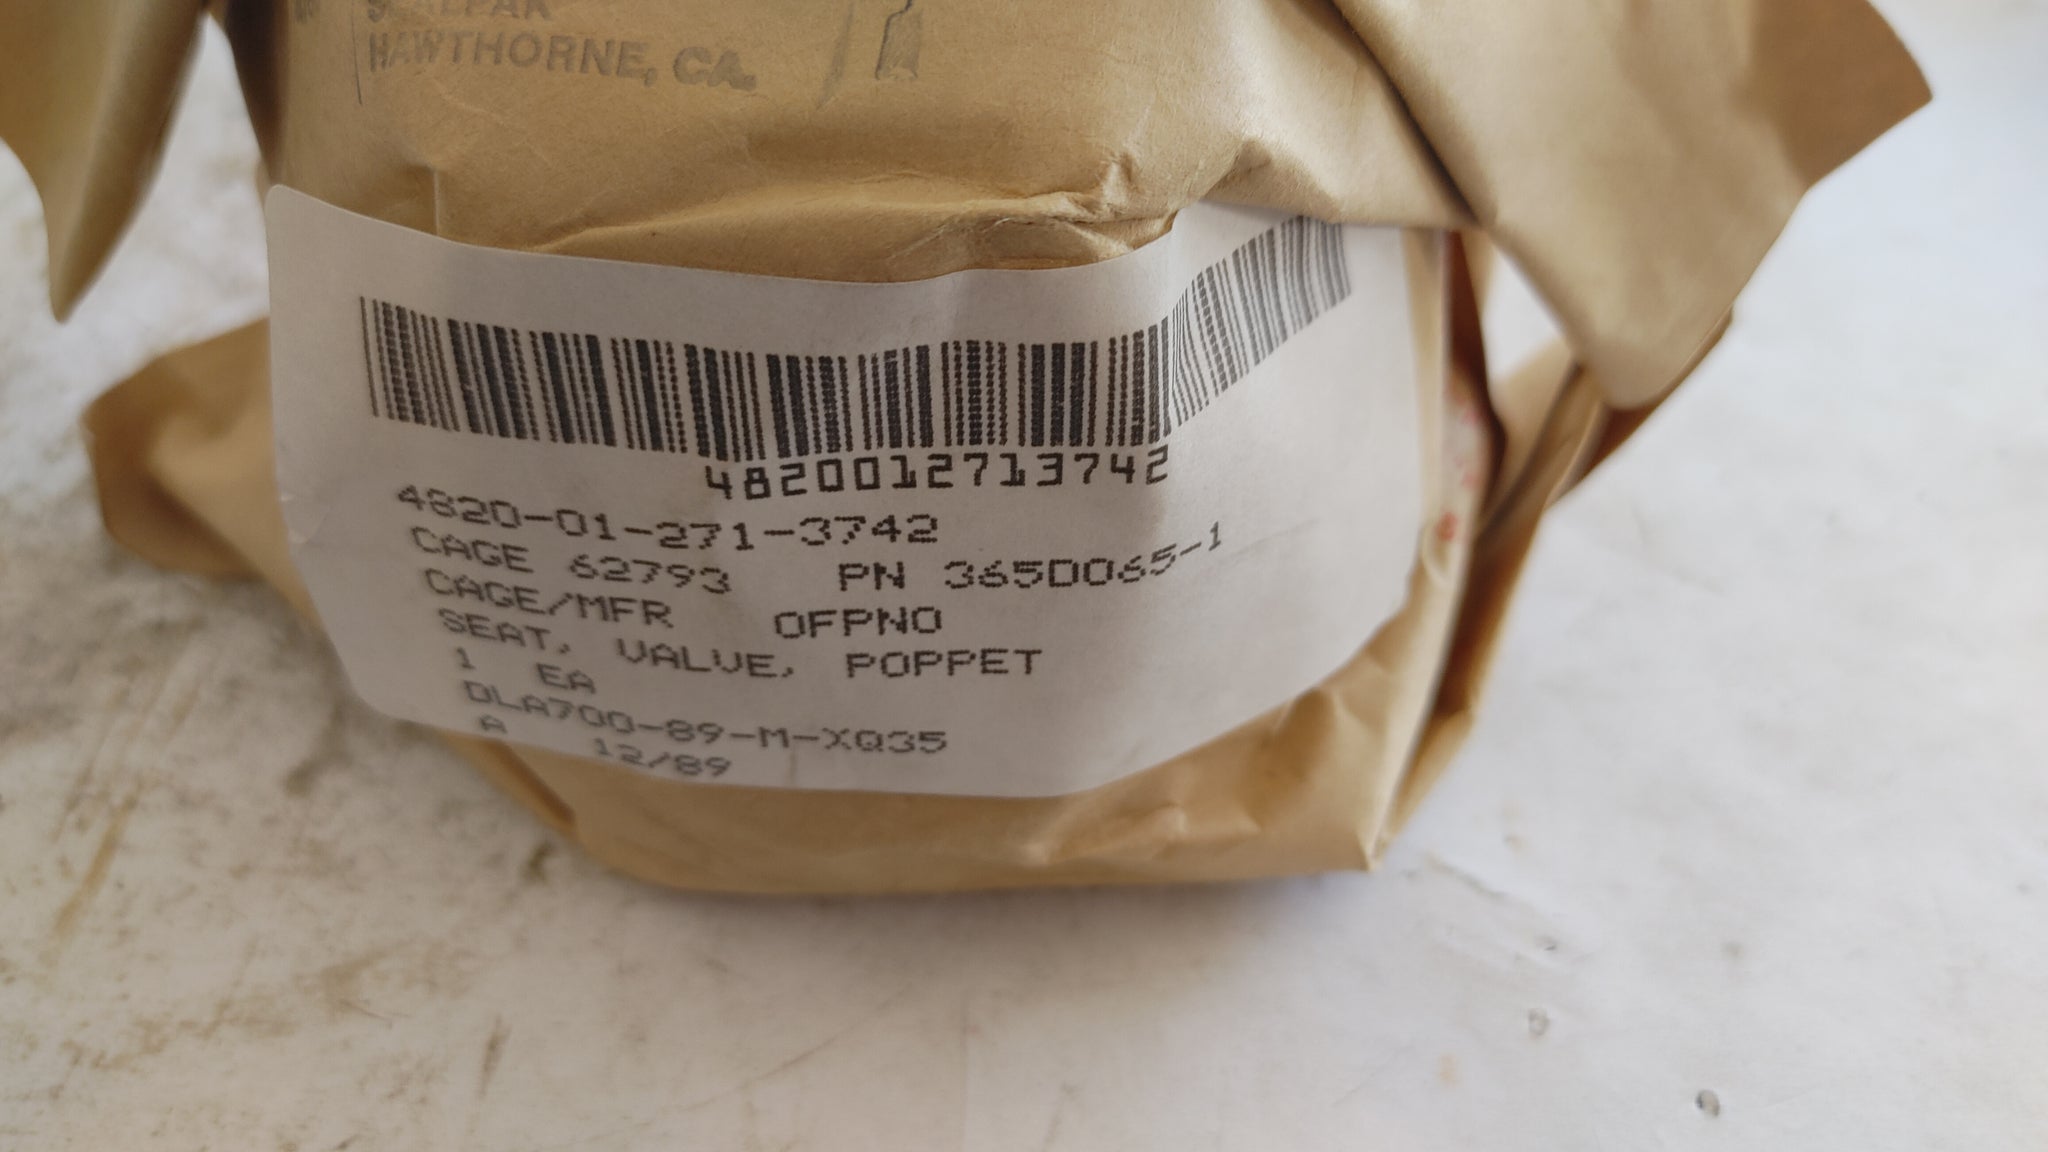 HAWTHORNE, CA.
4820012713742
4820-01-271-3742
CAGE 62793 PN 365D065-1
CAGE/MFR OFPNO
SEAT, VALVE, POPPET
1 EA
DLA700-89-M-XQ35
A 12/89